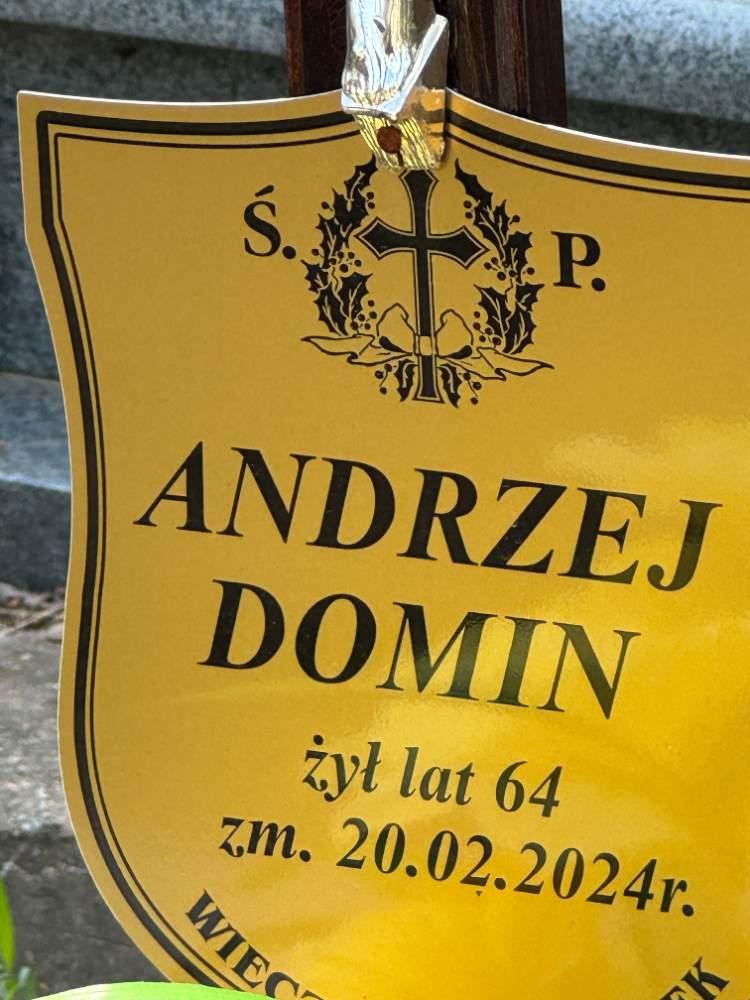 Ś. P.
ANDRZEJ
DOMIN
żył lat 64
zm. 20.02.2024r.